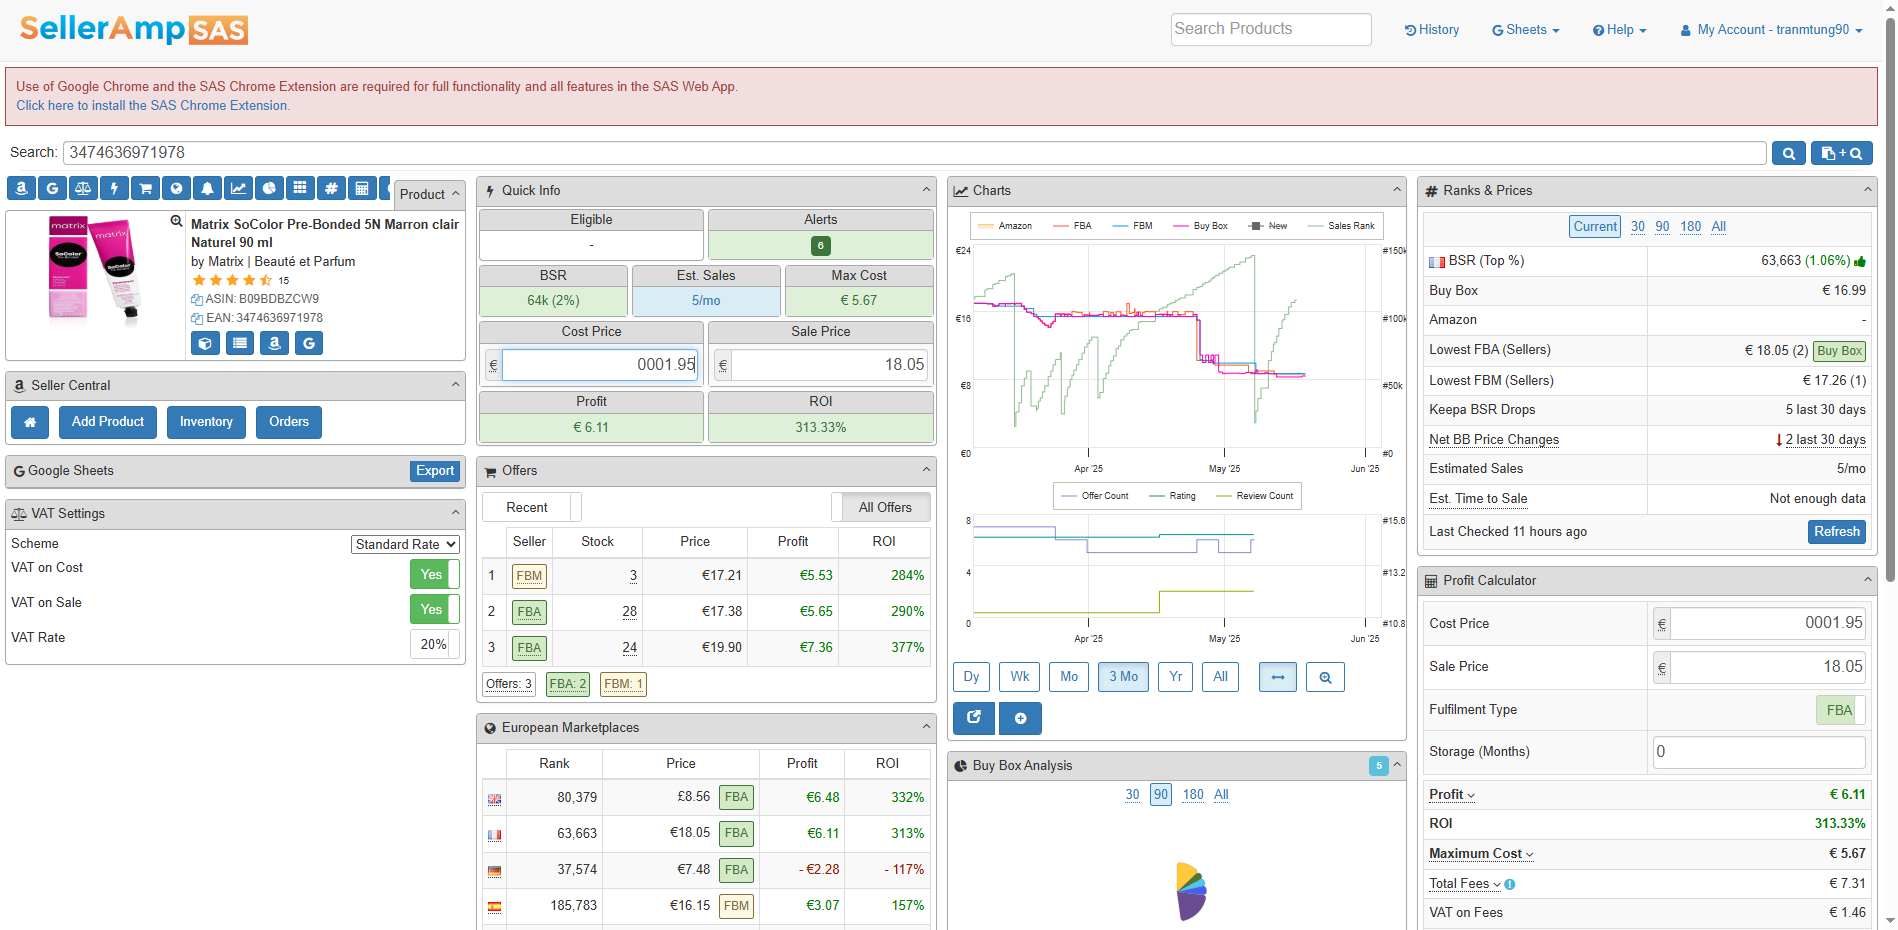 SellerAmp SAS
Search Products
History
Sheets
Help
My Account - tranmtung90
Use of Google Chrome and the SAS Chrome Extension are required for full functionality and all features in the SAS Web App.
Click here to install the SAS Chrome Extension.
Search: 3474636971978
Product
matrix
SoColor
Matrix SoColor Pre-Bonded 5N Marron clair
Naturel 90 ml
by Matrix | Beauté et Parfum
15
ASIN: B09BDBZCW9
EAN: 3474636971978
Seller Central
Add Product
Inventory
Orders
Google Sheets
Export
VAT Settings
Scheme Standard Rate
VAT on Cost Yes
VAT on Sale Yes
VAT Rate 20%
Quick Info
Eligible Alerts
- 6
BSR Est. Sales Max Cost
64k (2%) 5/mo € 5.67
Cost Price Sale Price
€ 0001.95 € 18.05
Profit ROI
€ 6.11 313.33%
Offers
Recent All Offers
Seller Stock Price Profit ROI
1 FBM 3 €17.21 €5.53 284%
2 FBA 28 €17.38 €5.65 290%
3 FBA 24 €19.90 €7.36 377%
Offers: 3 FBA: 2 FBM: 1
European Marketplaces
Rank Price Profit ROI
80,379 £8.56 FBA €6.48 332%
63,663 €18.05 FBA €6.11 313%
37,574 €7.48 FBA - €2.28 - 117%
185,783 €16.15 FBM €3.07 157%
Charts
Amazon FBA FBM Buy Box New Sales Rank
€24 #150k
€16 #100k
€8 #50k
€0 #0
Apr '25 May '25 Jun '25
Offer Count Rating Review Count
8 #15.6
4 #13.2
0 #10.8
Apr '25 May '25 Jun '25
Dy Wk Mo 3 Mo Yr All
Buy Box Analysis 5
30 90 180 All
Ranks & Prices
Current 30 90 180 All
BSR (Top %) 63,663 (1.06%)
Buy Box € 16.99
Amazon -
Lowest FBA (Sellers) € 18.05 (2) Buy Box
Lowest FBM (Sellers) € 17.26 (1)
Keepa BSR Drops 5 last 30 days
Net BB Price Changes 2 last 30 days
Estimated Sales 5/mo
Est. Time to Sale Not enough data
Last Checked 11 hours ago Refresh
Profit Calculator
Cost Price € 0001.95
Sale Price € 18.05
Fulfilment Type FBA
Storage (Months) 0
Profit € 6.11
ROI 313.33%
Maximum Cost € 5.67
Total Fees € 7.31
VAT on Fees € 1.46